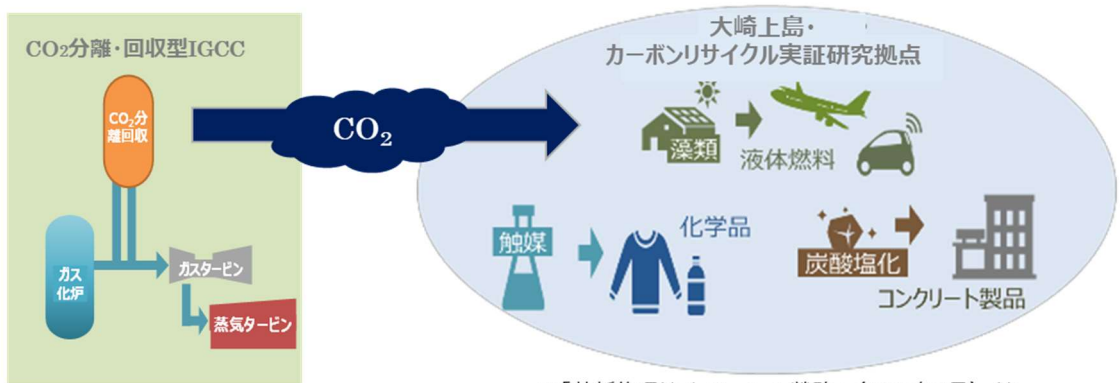 CO2分離・回収型IGCC
CO2分
離回収
ガス
化炉
ガスタービン
蒸気タービン
CO2
大崎上島・
カーボンリサイクル実証研究拠点
藻類
液体燃料
触媒
化学品
炭酸塩化
コンクリート製品